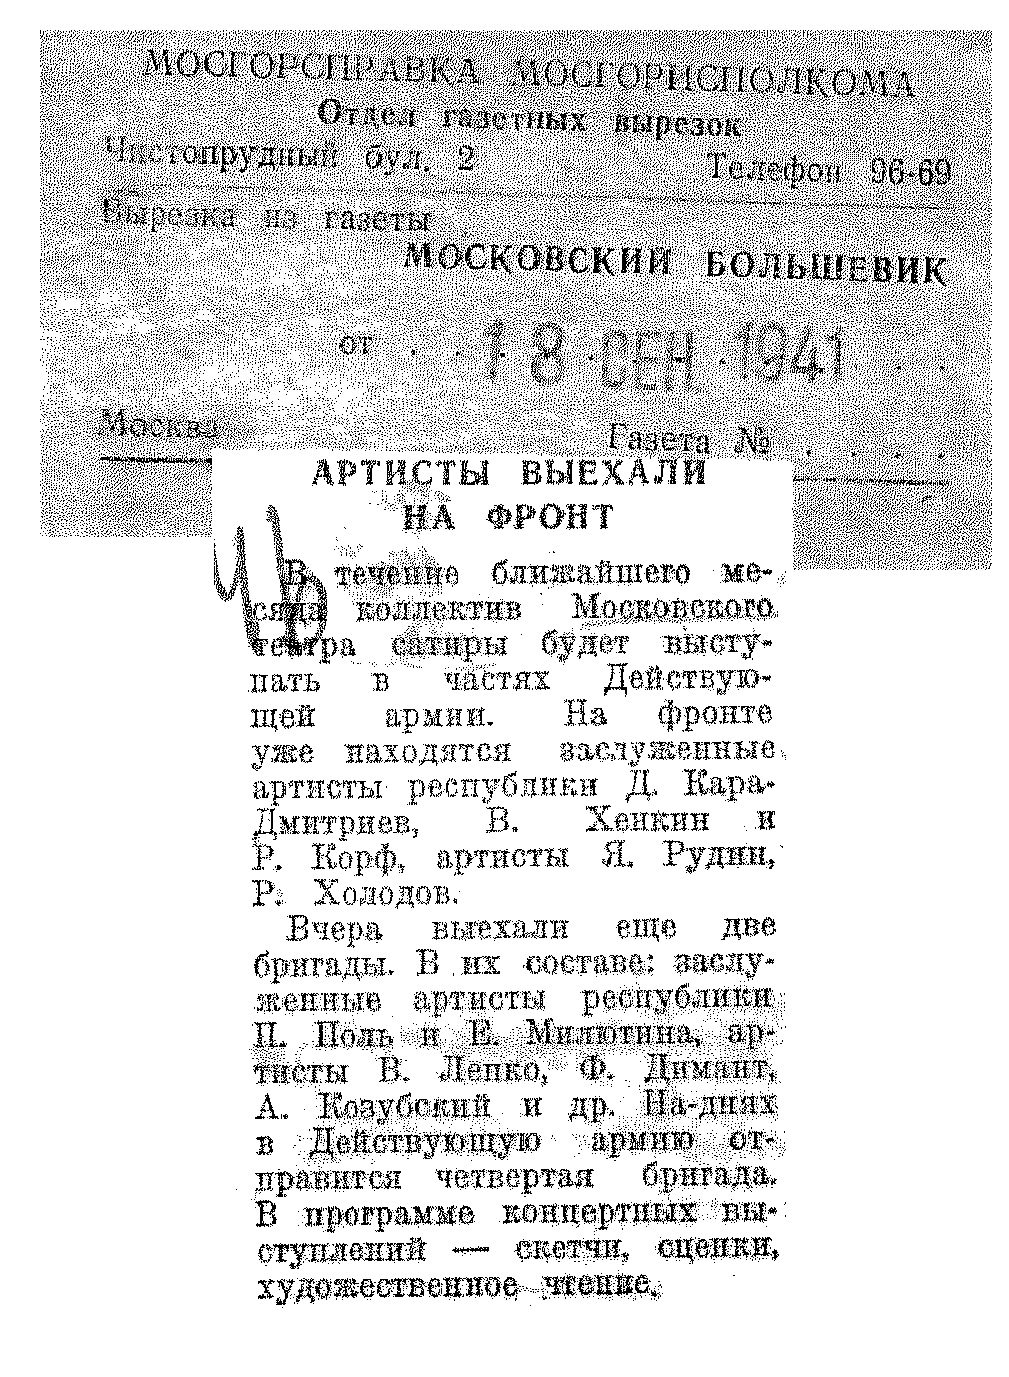 МОСГОРСПРАВКА МОСГОРИСПОЛКОМА
Отдел газетных вырезок
Чистопрудный бул. 2 Телефон 96-69
Вырезка из газеты
МОСКОВСКИЙ БОЛЬШЕВИК
от . . 18 СЕН 1941 . .
Москва Газета № . . . .
АРТИСТЫ ВЫЕХАЛИ
НА ФРОНТ
В течение ближайшего ме-
сяца коллектив Московского
театра сатиры будет высту-
пать в частях Действую-
щей армии. На фронте
уже находятся заслуженные
артисты республики Д. Кара-
Дмитриев, В. Хенкин и
Р. Корф, артисты Я. Рудин,
Р. Холодов.
Вчера выехали еще две
бригады. В их составе: заслу-
женные артисты республики
П. Поль и Е. Милютина, ар-
тисты В. Лепко, Ф. Димант,
А. Козубский и др. На-днях
в Действующую армию от-
правится четвертая бригада.
В программе концертных вы-
ступлений — скетчи, сценки,
художественное чтение.